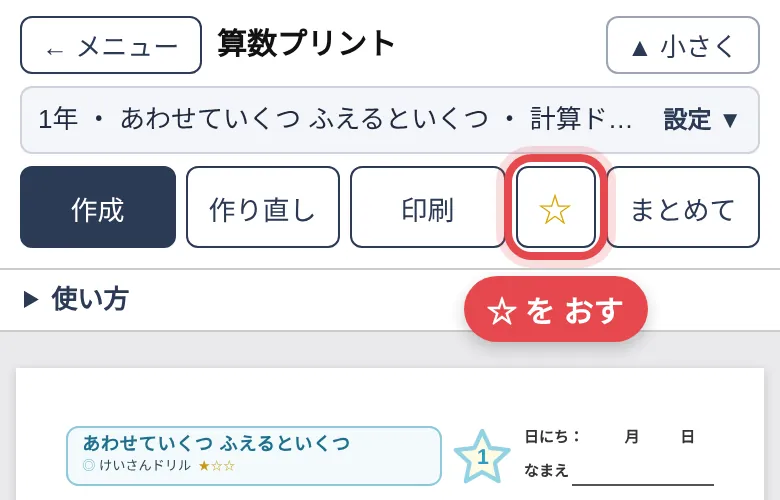 ← メニュー 算数プリント ▲ 小さく
1年 ・ あわせていくつ ふえるといくつ ・ 計算ド… 設定 ▼
作成 作り直し 印刷 ☆ まとめて
▶ 使い方
☆ を おす
あわせていくつ ふえるといくつ
◎ けいさんドリル ★☆☆
1
日にち： 月 日
なまえ